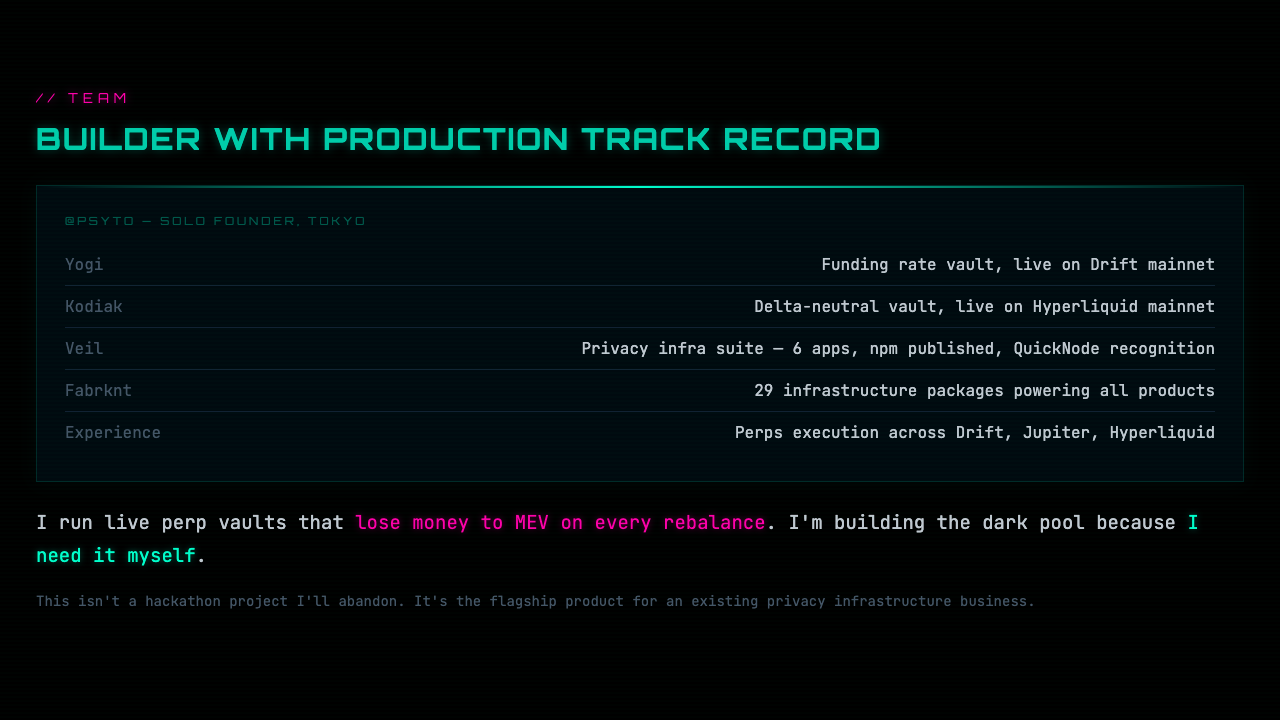 // TEAM
BUILDER WITH PRODUCTION TRACK RECORD
@PSYTO — SOLO FOUNDER, TOKYO
Yogi Funding rate vault, live on Drift mainnet
Kodiak Delta-neutral vault, live on Hyperliquid mainnet
Veil Privacy infra suite — 6 apps, npm published, QuickNode recognition
Fabrknt 29 infrastructure packages powering all products
Experience Perps execution across Drift, Jupiter, Hyperliquid
I run live perp vaults that lose money to MEV on every rebalance. I'm building the dark pool because I
need it myself.
This isn't a hackathon project I'll abandon. It's the flagship product for an existing privacy infrastructure business.